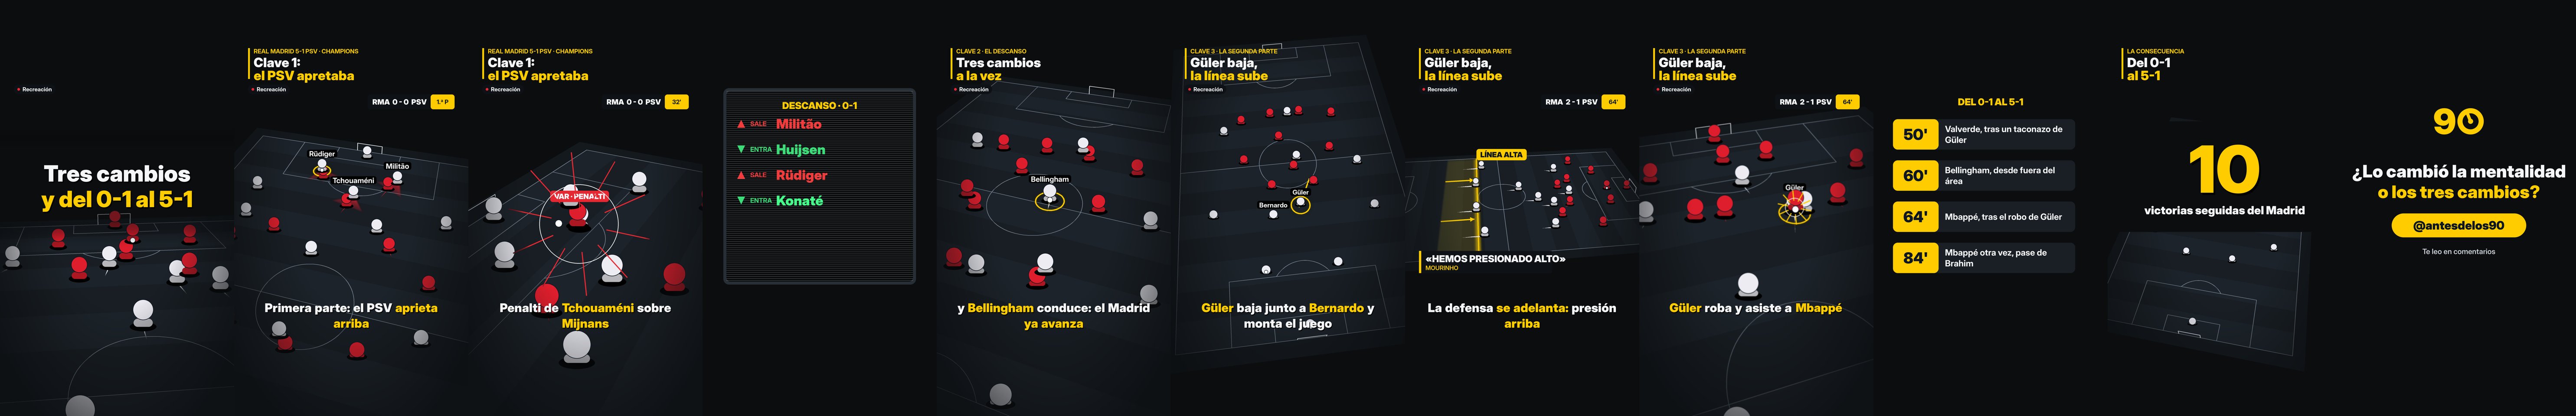 Recreación
Tres cambios
y del 0-1 al 5-1
REAL MADRID 5-1 PSV · CHAMPIONS
Clave 1:
el PSV apretaba
Recreación
RMA 0-0 PSV 1.ª P
Rüdiger
Militão
Tchouaméni
Primera parte: el PSV aprieta
arriba
REAL MADRID 5-1 PSV · CHAMPIONS
Clave 1:
el PSV apretaba
Recreación
RMA 0-0 PSV 32'
VAR · PENALTI
Penalti de Tchouaméni sobre
Mijnans
DESCANSO · 0-1
SALE Militão
ENTRA Huijsen
SALE Rüdiger
ENTRA Konaté
CLAVE 2 · EL DESCANSO
Tres cambios
a la vez
Recreación
Bellingham
y Bellingham conduce: el Madrid
ya avanza
CLAVE 3 · LA SEGUNDA PARTE
Güler baja,
la línea sube
Recreación
Güler
Bernardo
Güler baja junto a Bernardo y
monta el juego
CLAVE 3 · LA SEGUNDA PARTE
Güler baja,
la línea sube
Recreación
RMA 2-1 PSV 64'
LÍNEA ALTA
«HEMOS PRESIONADO ALTO»
MOURINHO
La defensa se adelanta: presión
arriba
CLAVE 3 · LA SEGUNDA PARTE
Güler baja,
la línea sube
Recreación
RMA 2-1 PSV 64'
Güler
Güler roba y asiste a Mbappé
DEL 0-1 AL 5-1
50' Valverde, tras un taconazo de
Güler
60' Bellingham, desde fuera del
área
64' Mbappé, tras el robo de Güler
84' Mbappé otra vez, pase de
Brahim
LA CONSECUENCIA
Del 0-1
al 5-1
10
victorias seguidas del Madrid
90
¿Lo cambió la mentalidad
o los tres cambios?
@antesdelos90
Te leo en comentarios